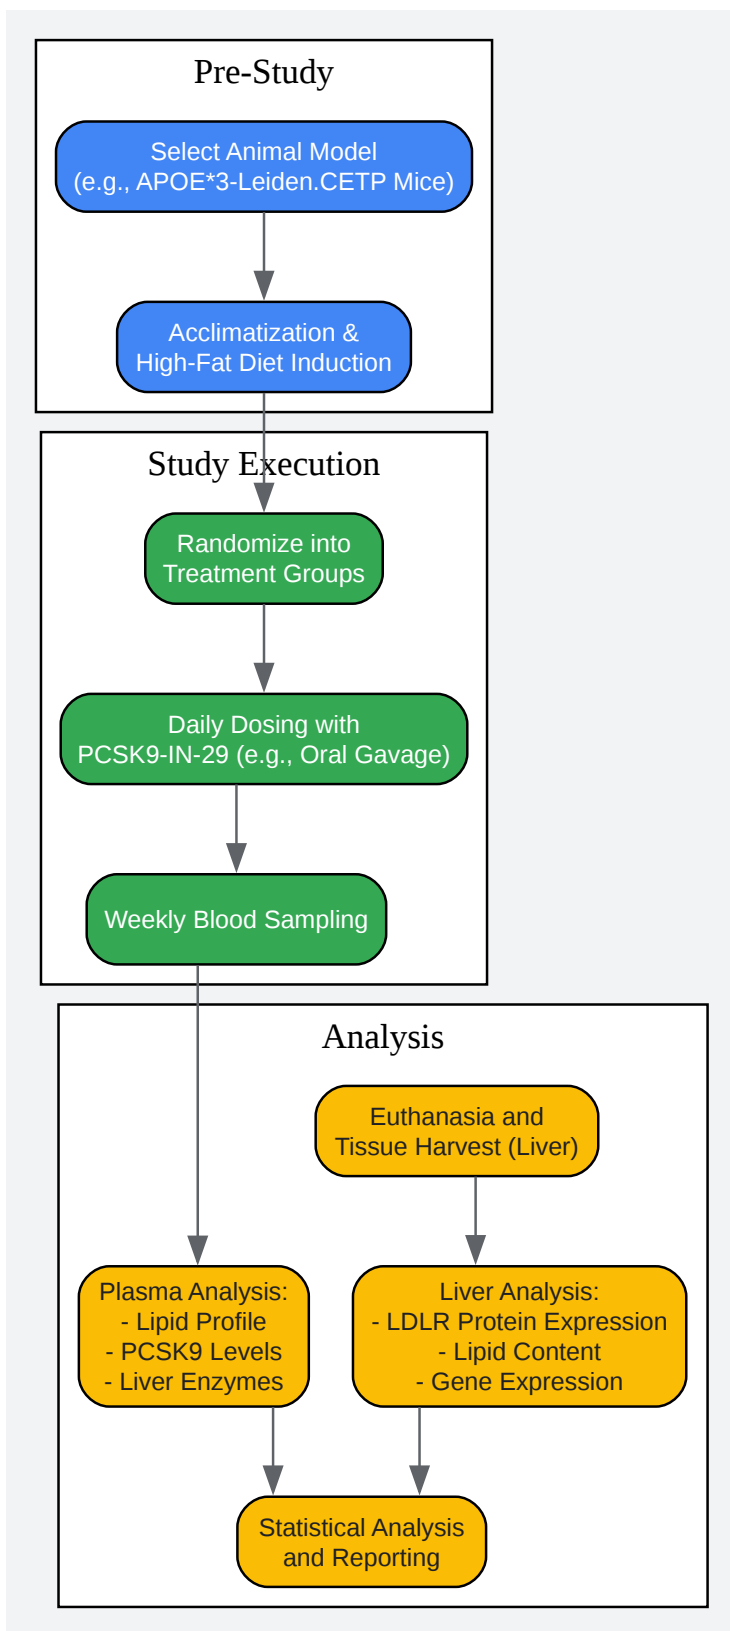 Pre-Study
Select Animal Model
(e.g., APOE*3-Leiden.CETP Mice)
Acclimatization &
High-Fat Diet Induction
Study Execution
Randomize into
Treatment Groups
Daily Dosing with
PCSK9-IN-29 (e.g., Oral Gavage)
Weekly Blood Sampling
Analysis
Euthanasia and
Tissue Harvest (Liver)
Plasma Analysis:
- Lipid Profile
- PCSK9 Levels
- Liver Enzymes
Liver Analysis:
- LDLR Protein Expression
- Lipid Content
- Gene Expression
Statistical Analysis
and Reporting